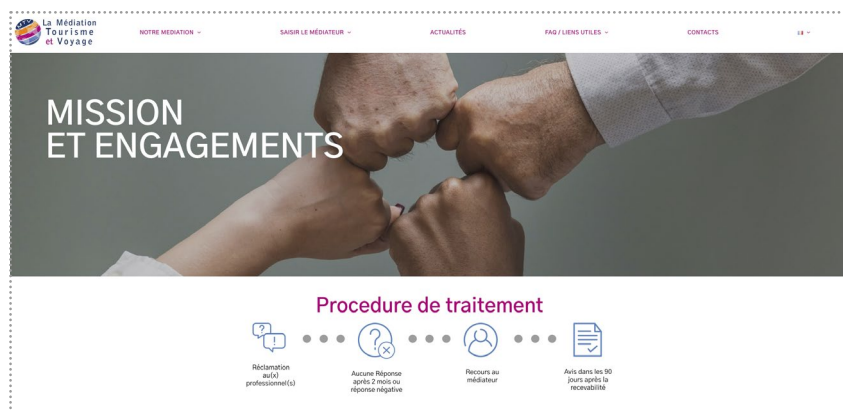 MTV
La Médiation
Tourisme
et Voyage
NOTRE MEDIATION
SAISIR LE MÉDIATEUR
ACTUALITÉS
FAQ / LIENS UTILES
CONTACTS
MISSION
ET ENGAGEMENTS
Procedure de traitement
Réclamation
au(x)
professionnel(s)
Aucune Réponse
après 2 mois ou
réponse négative
Recours au
médiateur
Avis dans les 90
jours après la
recevabilité